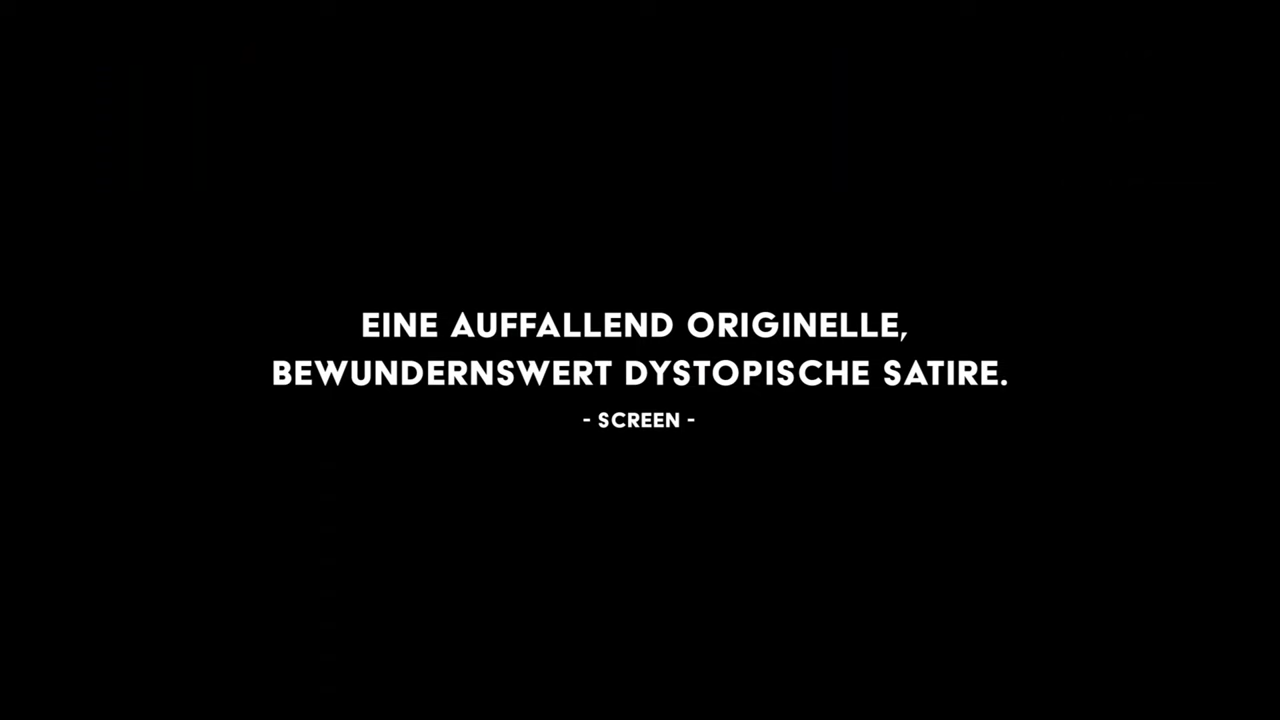 EINE AUFFALLEND ORIGINELLE,
BEWUNDERNSWERT DYSTOPISCHE SATIRE.
- SCREEN -